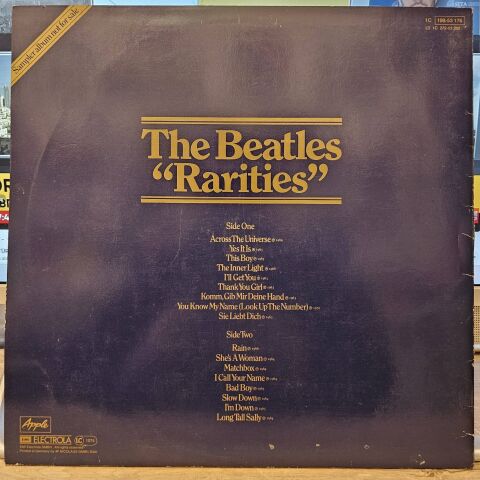 Sampler album not for sale
1C
The Beatles
“Rarities”
Side One
Across The Universe
Yes It Is
This Boy
The Inner Light
I'll Get You
Thank You Girl
Komm, Gib Mir Deine Hand
You Know My Name (Look Up The Number)
Sie Liebt Dich
Side Two
Rain
She's A Woman
Matchbox
I Call Your Name
Bad Boy
Slow Down
I'm Down
Long Tall Sally
Apple
EMI ELECTROLA 1C